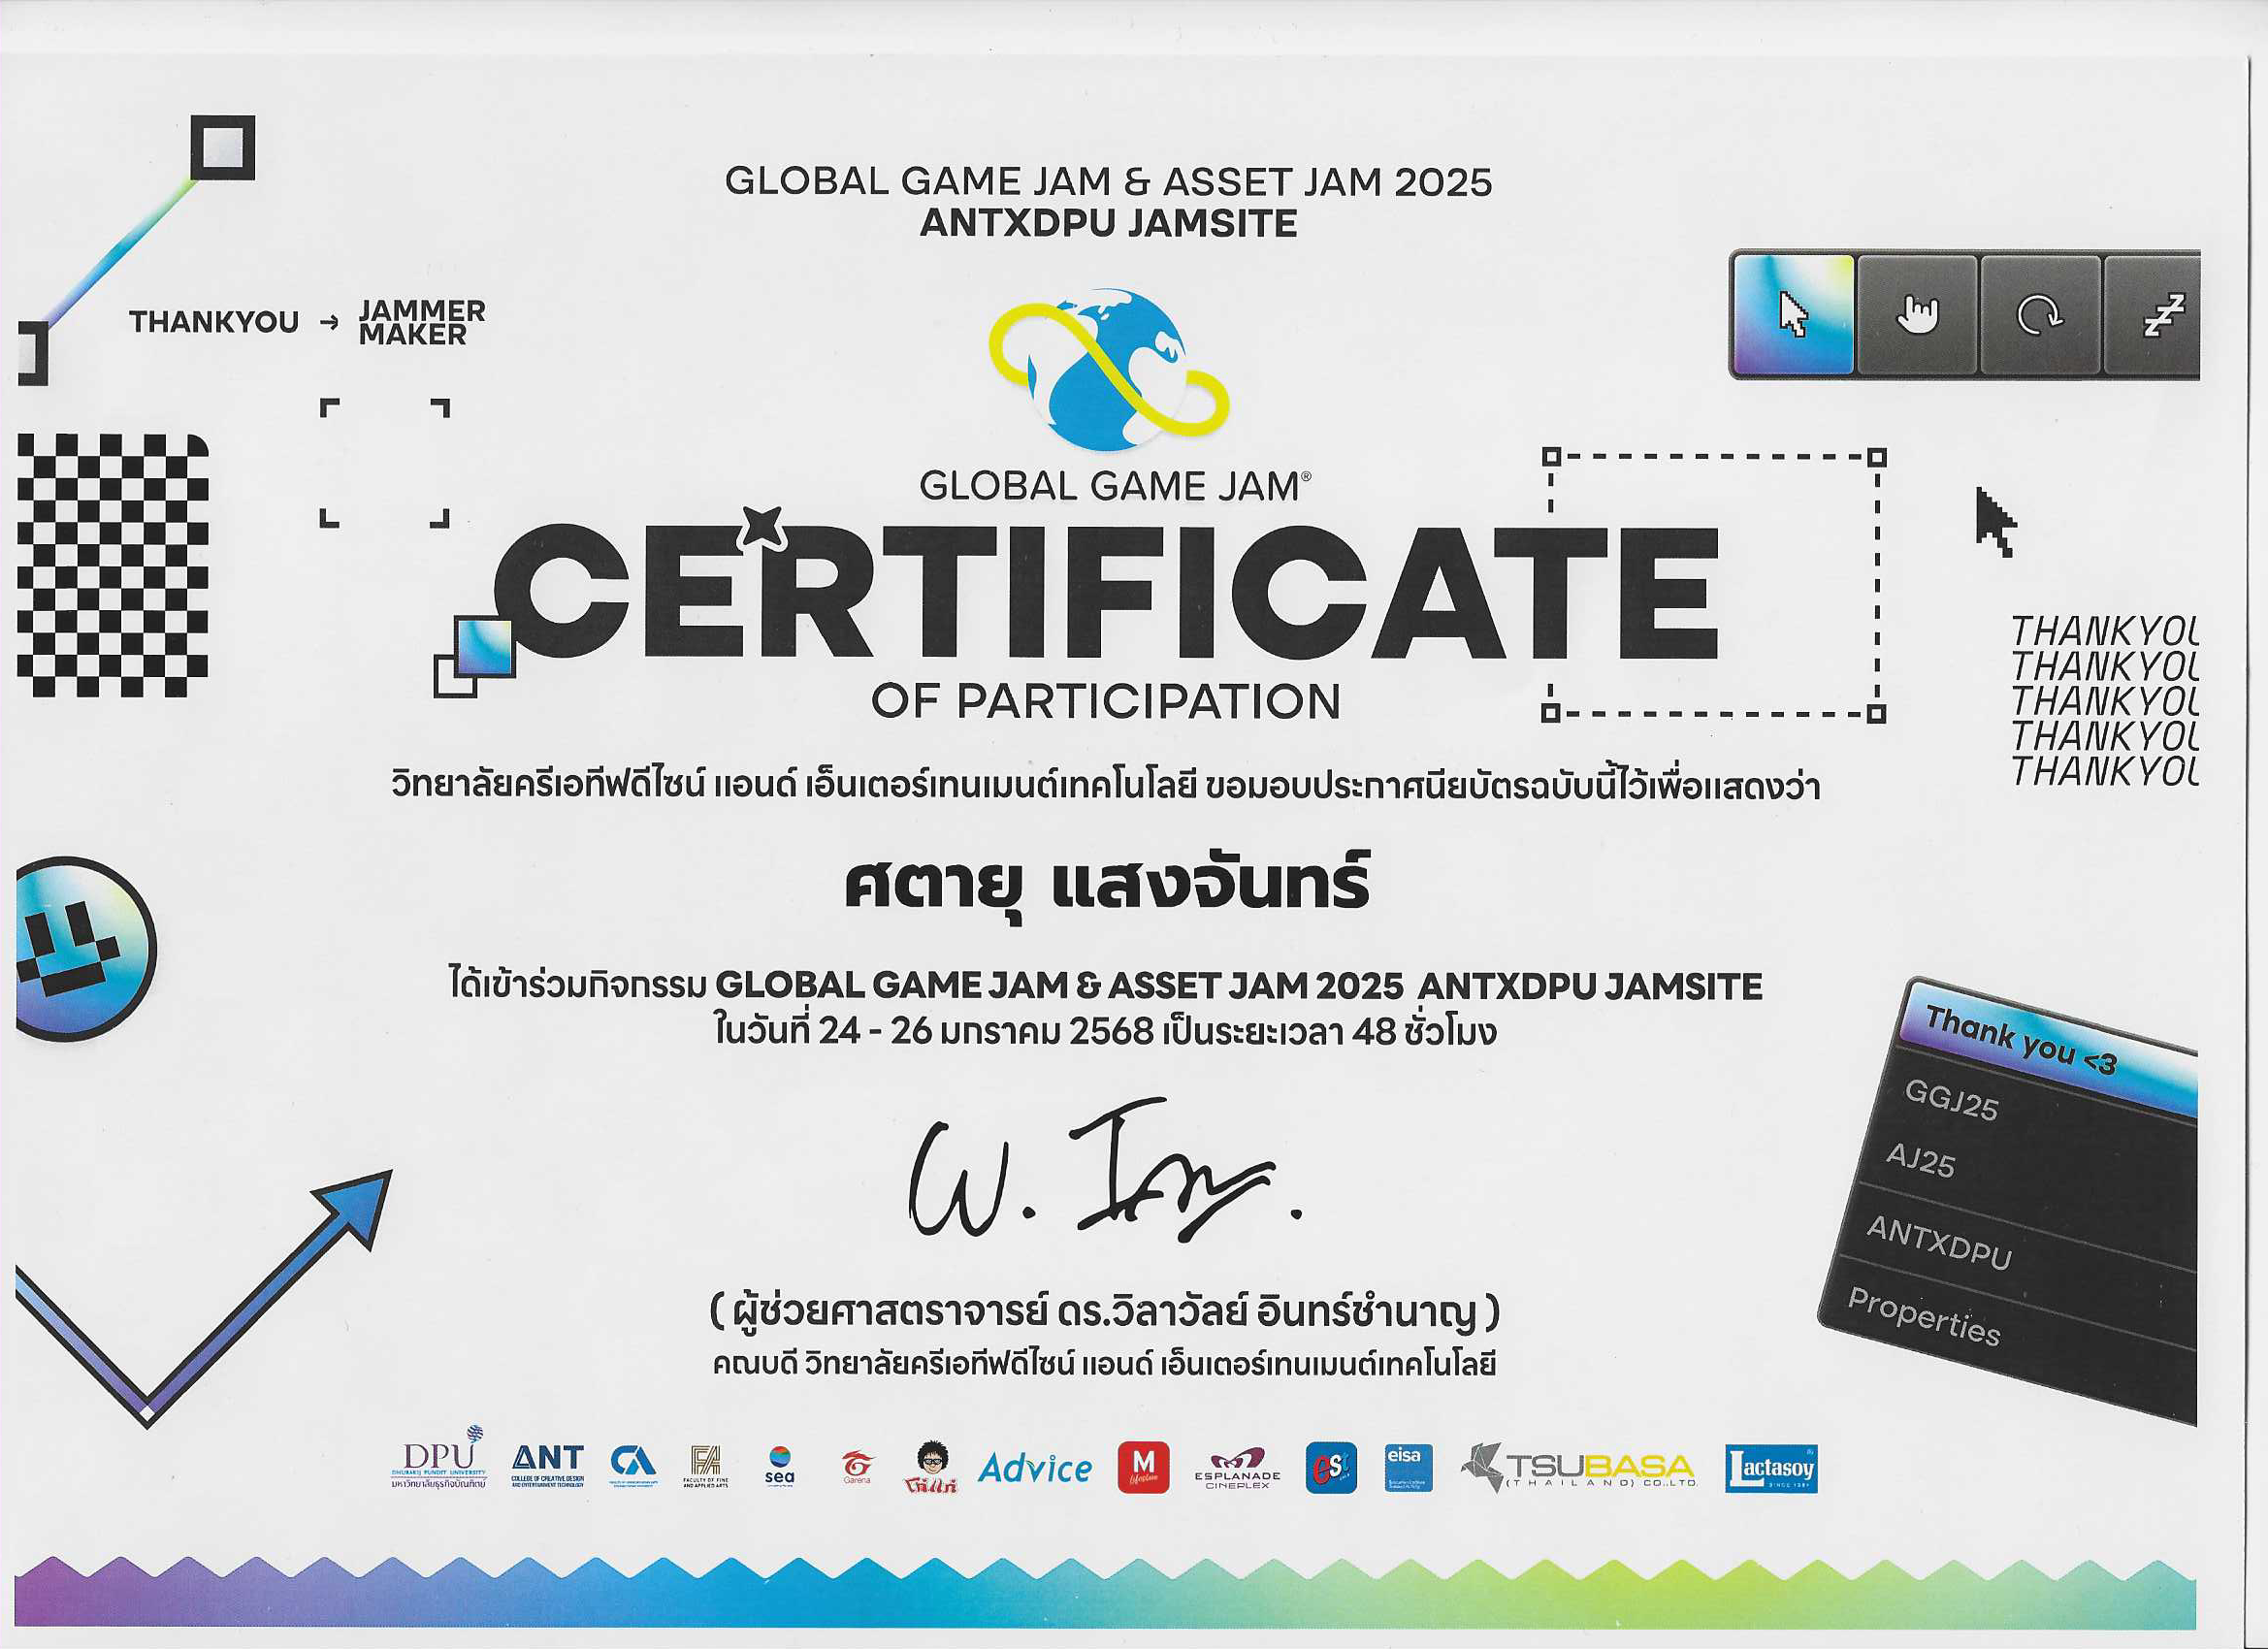 GLOBAL GAME JAM & ASSET JAM 2025
ANTXDPU JAMSITE
THANKYOU → JAMMER
MAKER
GLOBAL GAME JAM®
CERTIFICATE
OF PARTICIPATION
THANKYOU
THANKYOU
THANKYOU
THANKYOU
THANKYOU
วิทยาลัยครีเอทีฟดีไซน์ แอนด์ เอ็นเตอร์เทนเมนต์เทคโนโลยี ขอมอบประกาศนียบัตรฉบับนี้ไว้เพื่อแสดงว่า
ศตายุ แสงจันทร์
ได้เข้าร่วมกิจกรรม GLOBAL GAME JAM & ASSET JAM 2025 ANTXDPU JAMSITE
ในวันที่ 24 - 26 มกราคม 2568 เป็นระยะเวลา 48 ชั่วโมง
Thank you <3
GGJ25
AJ25
ANTXDPU
Properties
W. In.
( ผู้ช่วยศาสตราจารย์ ดร.วิลาวัลย์ อินทร์ชำนาญ )
คณบดี วิทยาลัยครีเอทีฟดีไซน์ แอนด์ เอ็นเตอร์เทนเมนต์เทคโนโลยี
DPU
DHURAKIJ PUNDIT UNIVERSITY
มหาวิทยาลัยธุรกิจบัณฑิตย์
ANT
COLLEGE OF CREATIVE DESIGN
AND ENTERTAINMENT TECHNOLOGY
CA
FA
FACULTY OF FINE
AND APPLIED ARTS
sea
Garena
โก๋แก่
Advice
M
lifestyle
ESPLANADE
CINEPLEX
est
eisa
TSUBASA
(THAILAND) CO.,LTD.
Lactasoy
SINCE 1981